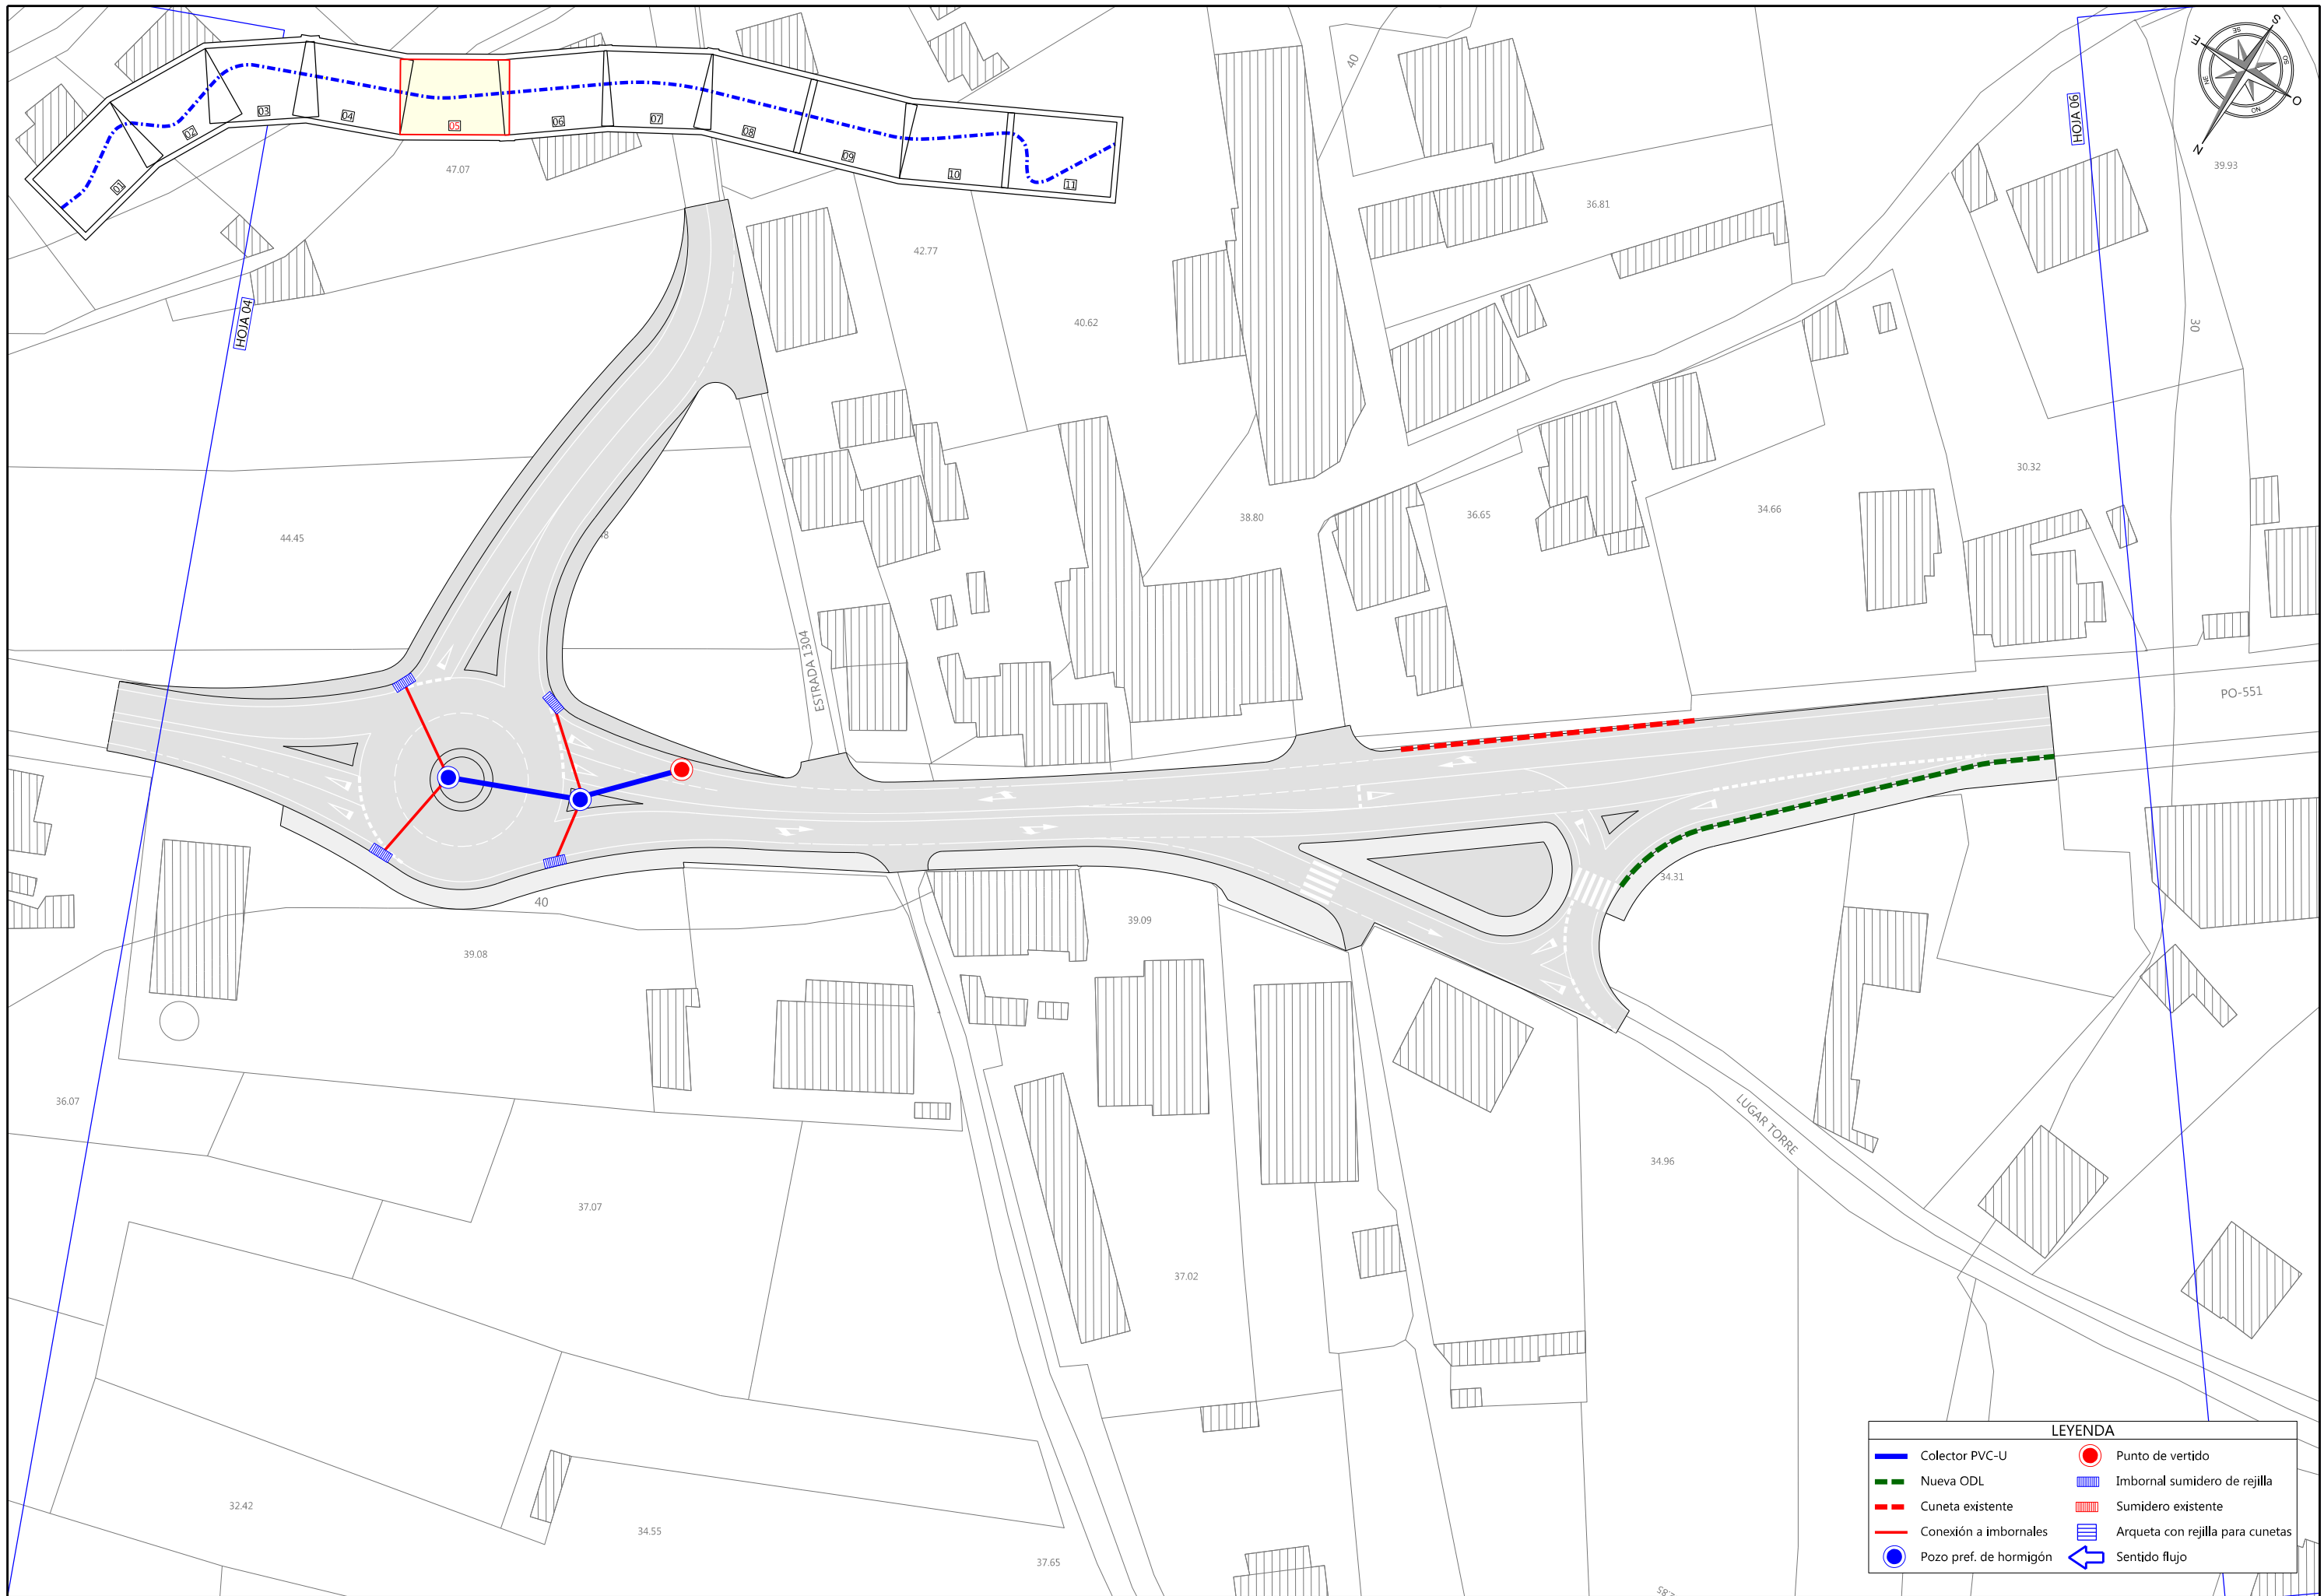 01
02
03
04
05
06
07
08
09
10
11
HOJA 04
HOJA 06
S
SE
SO
E
O
NE
NO
N
47.07
42.77
40.62
40
36.81
39.93
30
44.45
38.80
36.65
34.66
30.32
ESTRADA 1304
PO-551
40
39.08
39.09
34.31
36.07
37.07
37.02
34.96
LUGAR TORRE
32.42
34.55
37.65
LEYENDA
Colector PVC-U
Punto de vertido
Nueva ODL
Imbornal sumidero de rejilla
Cuneta existente
Sumidero existente
Conexión a imbornales
Arqueta con rejilla para cunetas
Pozo pref. de hormigón
Sentido flujo